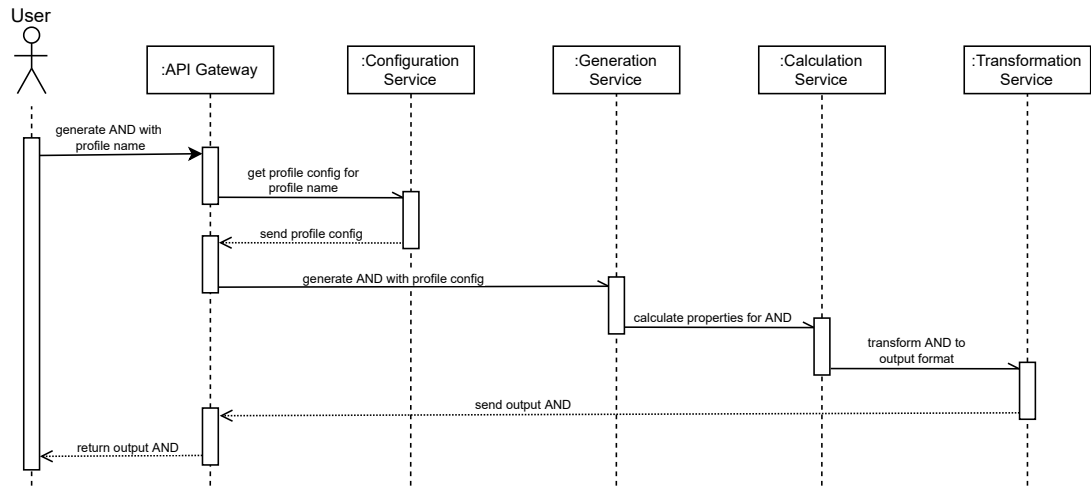 User
:API Gateway
:Configuration
Service
:Generation
Service
:Calculation
Service
:Transformation
Service
generate AND with
profile name
get profile config for
profile name
send profile config
generate AND with profile config
calculate properties for AND
transform AND to
output format
send output AND
return output AND